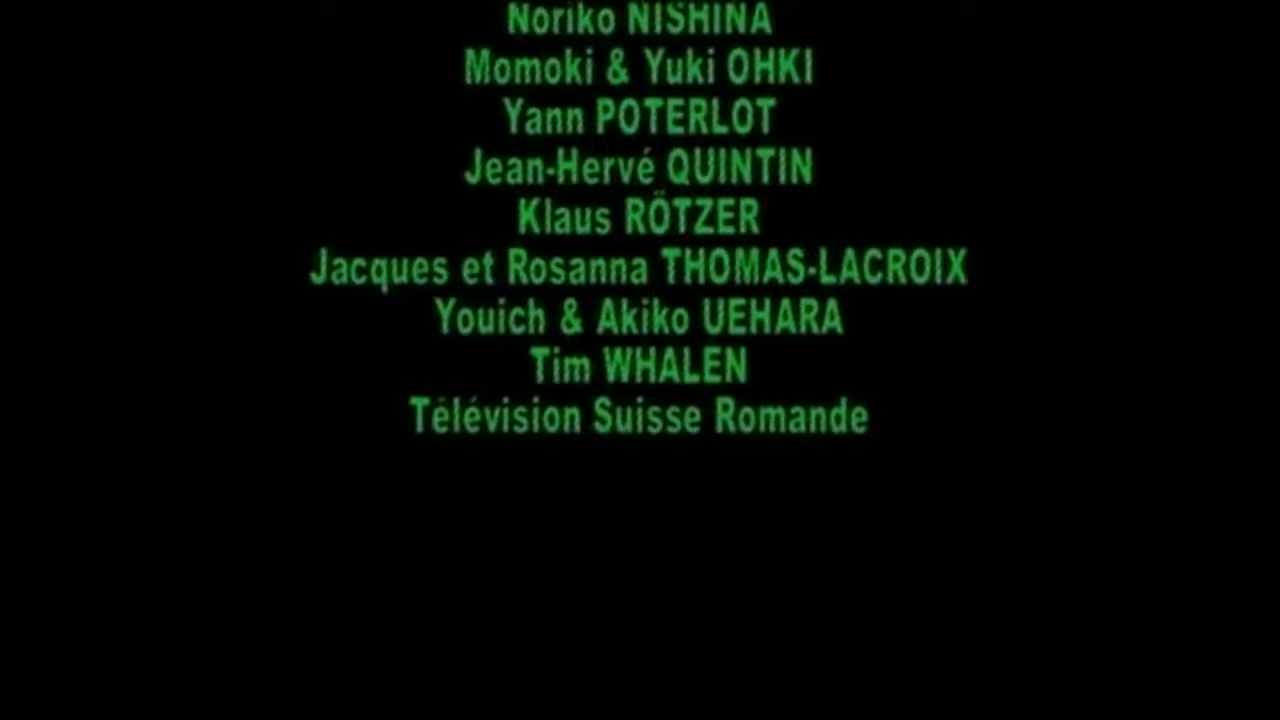 Noriko NISHINA
Momoki & Yuki OHKI
Yann POTERLOT
Jean-Hervé QUINTIN
Klaus RÖTZER
Jacques et Rosanna THOMAS-LACROIX
Youich & Akiko UEHARA
Tim WHALEN
Télévision Suisse Romande